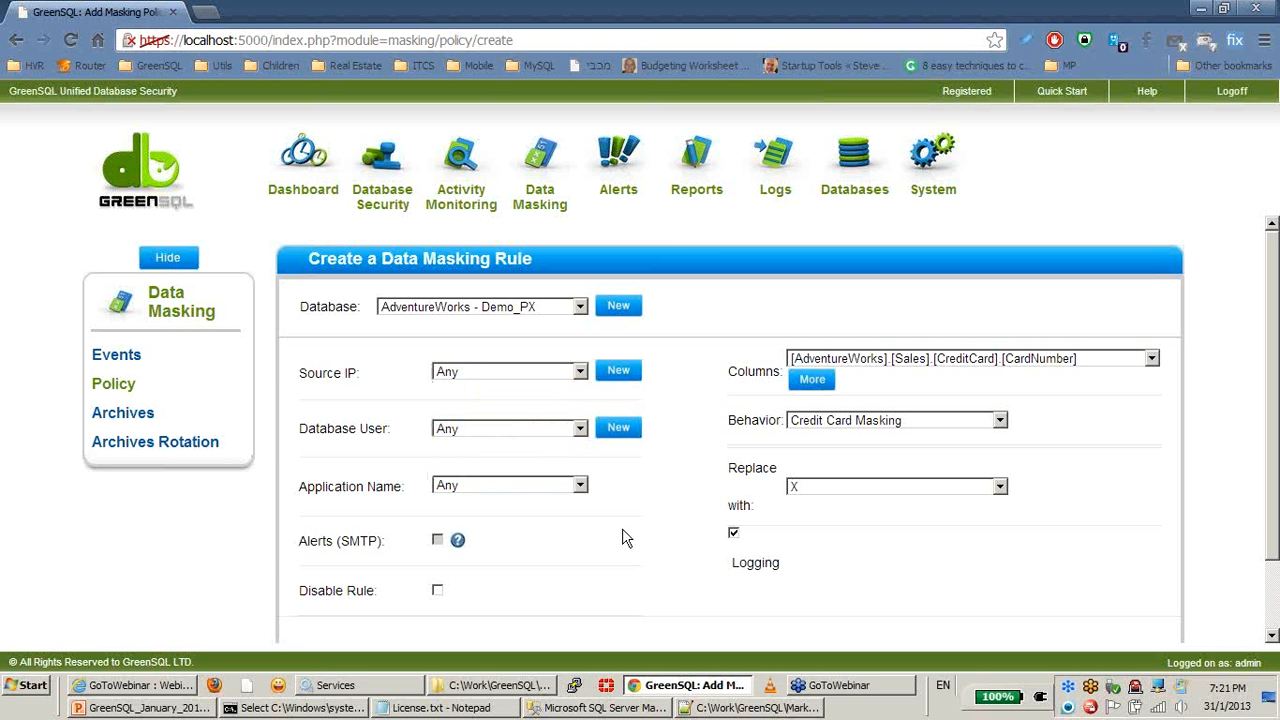 GreenSQL: Add Masking Poli
https://localhost:5000/index.php?module=masking/policy/create
HVR Router GreenSQL Utils Children Real Estate ITCS Mobile MySQL מכבי Budgeting Worksheet ... Startup Tools « Steve... 8 easy techniques to c... MP Other bookmarks
GreenSQL Unified Database Security Registered Quick Start Help Logoff
GREENSQL
Dashboard
Database Security
Activity Monitoring
Data Masking
Alerts
Reports
Logs
Databases
System
Hide
Data Masking
Events
Policy
Archives
Archives Rotation
Create a Data Masking Rule
Database: AdventureWorks - Demo_PX New
Source IP: Any New
Database User: Any New
Application Name: Any
Alerts (SMTP):
Disable Rule:
Columns: [AdventureWorks].[Sales].[CreditCard].[CardNumber]
More
Behavior: Credit Card Masking
Replace with: X
Logging
© All Rights Reserved to GreenSQL LTD. Logged on as: admin
Start GoToWebinar : Webi... Services C:\Work\GreenSQL\... GreenSQL: Add M... GoToWebinar EN 100% 7:21 PM
GreenSQL_January_201... Select C:\Windows\syste... License.txt - Notepad Microsoft SQL Server Ma... C:\Work\GreenSQL\Mark... 31/1/2013